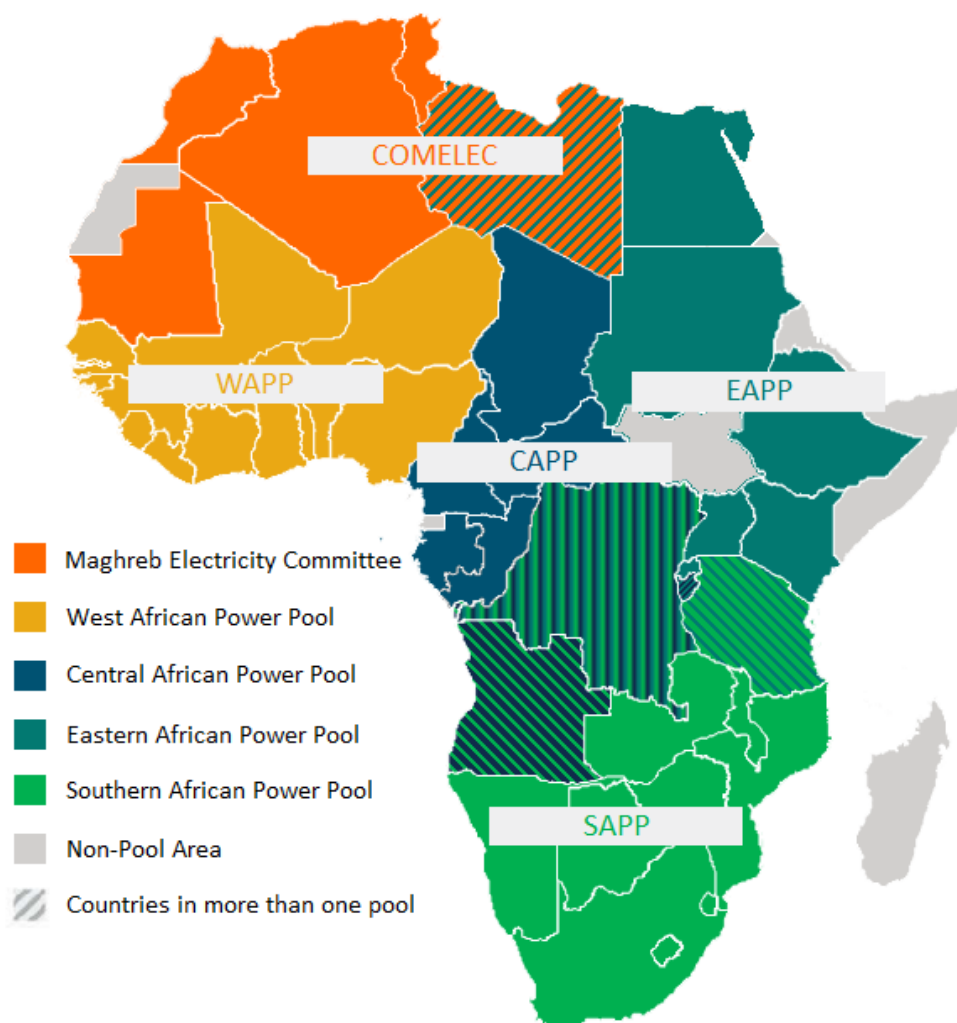 COMELEC
WAPP
EAPP
CAPP
Maghreb Electricity Committee
West African Power Pool
Central African Power Pool
Eastern African Power Pool
Southern African Power Pool
SAPP
Non-Pool Area
Countries in more than one pool